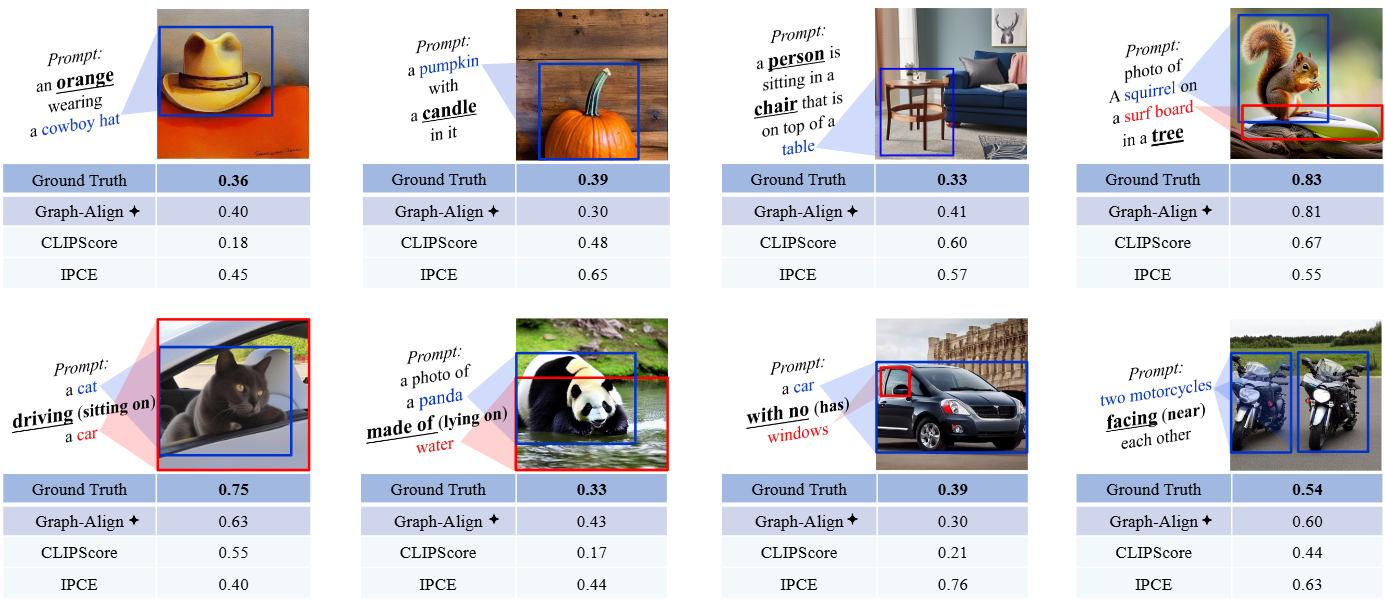 Prompt:
an orange
wearing
a cowboy hat
Ground Truth 0.36
Graph-Align ✦ 0.40
CLIPScore 0.18
IPCE 0.45
Prompt:
a pumpkin
with
a candle
in it
Ground Truth 0.39
Graph-Align ✦ 0.30
CLIPScore 0.48
IPCE 0.65
Prompt:
a person is
sitting in a
chair that is
on top of a
table
Ground Truth 0.33
Graph-Align ✦ 0.41
CLIPScore 0.60
IPCE 0.57
Prompt:
photo of
A squirrel on
a surf board
in a tree
Ground Truth 0.83
Graph-Align ✦ 0.81
CLIPScore 0.67
IPCE 0.55
Prompt:
a cat
driving (sitting on)
a car
Ground Truth 0.75
Graph-Align ✦ 0.63
CLIPScore 0.55
IPCE 0.40
Prompt:
a photo of
a panda
made of (lying on)
water
Ground Truth 0.33
Graph-Align ✦ 0.43
CLIPScore 0.17
IPCE 0.44
Prompt:
a car
with no (has)
windows
Ground Truth 0.39
Graph-Align ✦ 0.30
CLIPScore 0.21
IPCE 0.76
Prompt:
two motorcycles
facing (near)
each other
Ground Truth 0.54
Graph-Align ✦ 0.60
CLIPScore 0.44
IPCE 0.63